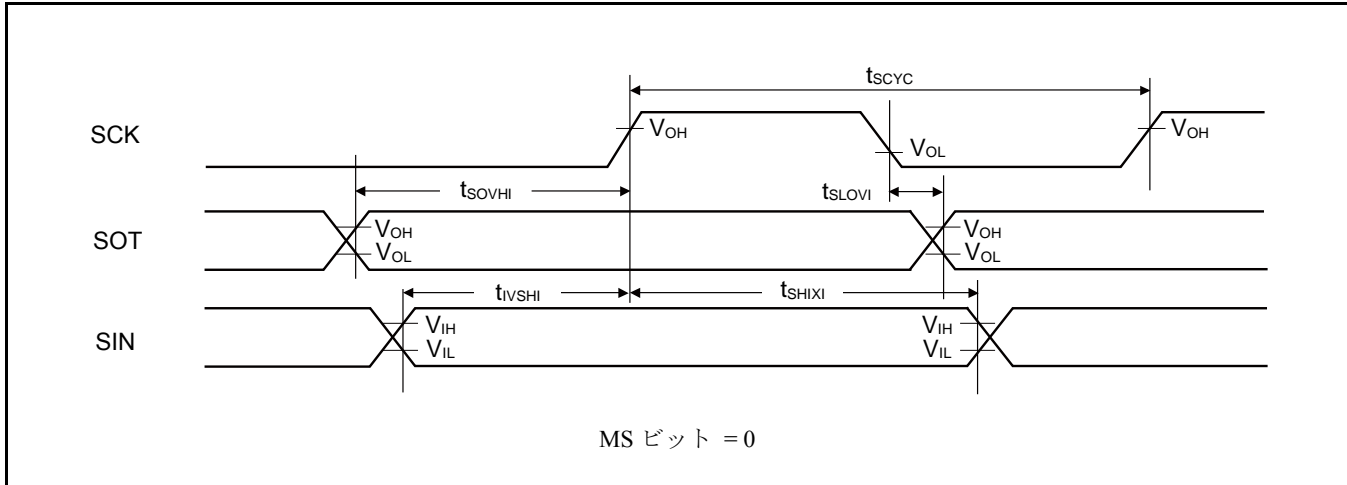 tSCYC
SCK
VOH
VOL
VOH
tSOVHI
tSLOVI
SOT
VOH
VOL
VOH
VOL
tIVSHI
tSHIXI
SIN
VIH
VIL
VIH
VIL
MS ビット = 0